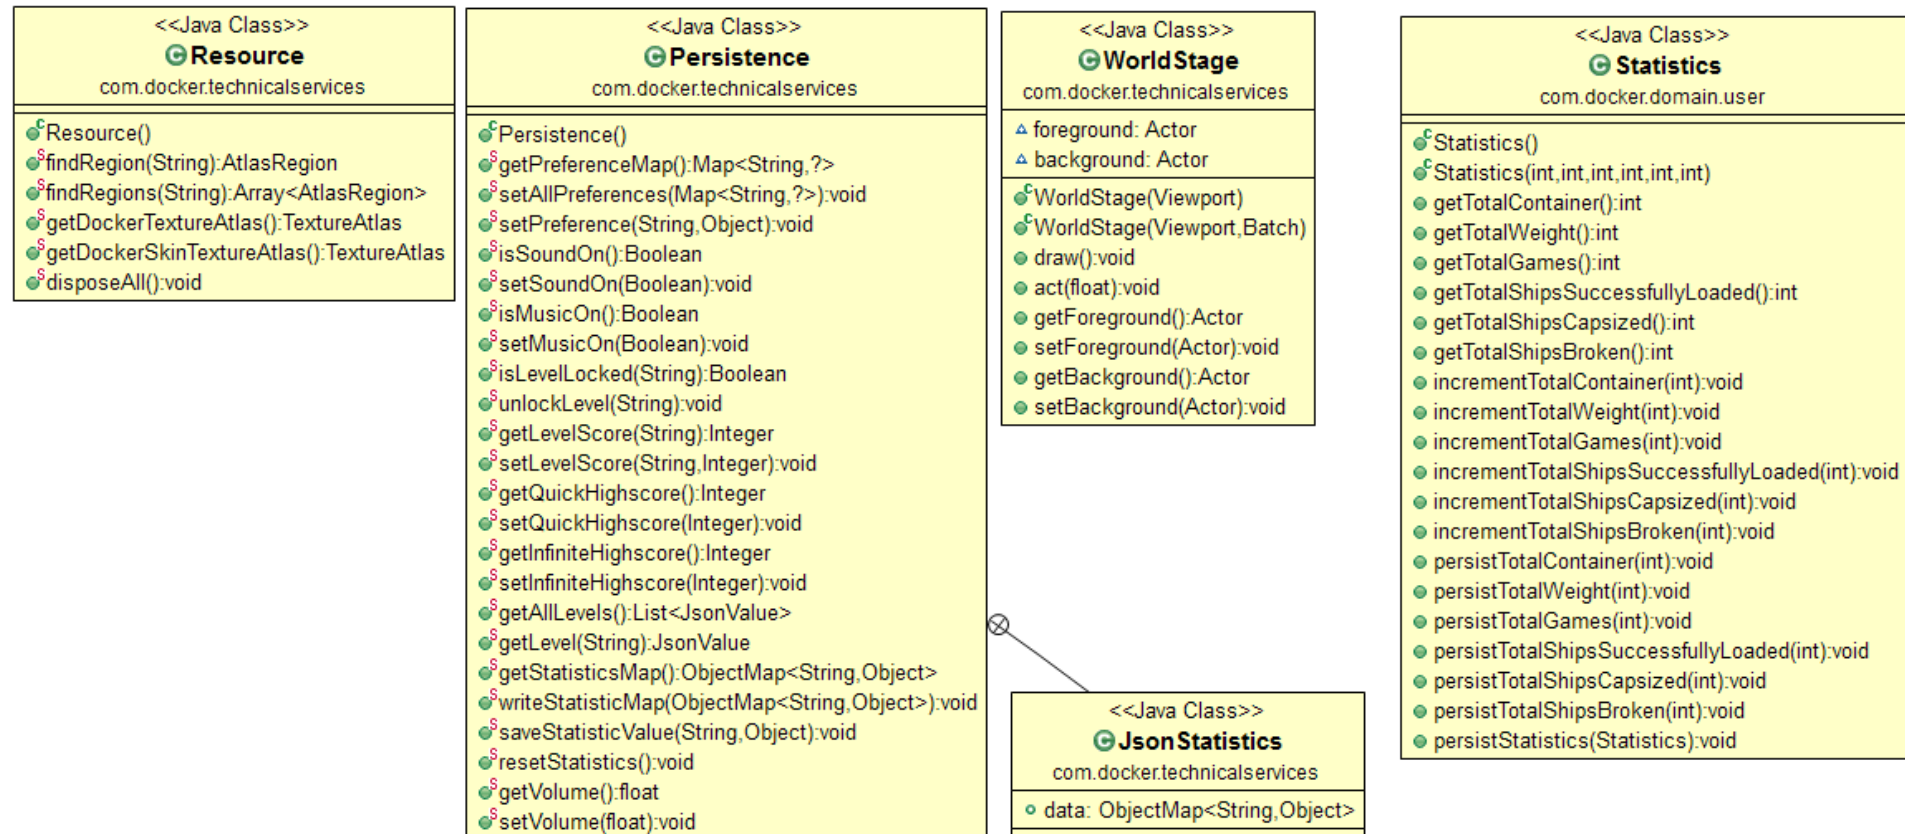 <<Java Class>>
Resource
com.docker.technicalservices
Resource()
findRegion(String):AtlasRegion
findRegions(String):Array<AtlasRegion>
getDockerTextureAtlas():TextureAtlas
getDockerSkinTextureAtlas():TextureAtlas
disposeAll():void
<<Java Class>>
Persistence
com.docker.technicalservices
Persistence()
getPreferenceMap():Map<String,?>
setAllPreferences(Map<String,?>):void
setPreference(String,Object):void
isSoundOn():Boolean
setSoundOn(Boolean):void
isMusicOn():Boolean
setMusicOn(Boolean):void
isLevelLocked(String):Boolean
unlockLevel(String):void
getLevelScore(String):Integer
setLevelScore(String,Integer):void
getQuickHighscore():Integer
setQuickHighscore(Integer):void
getInfiniteHighscore():Integer
setInfiniteHighscore(Integer):void
getAllLevels():List<JsonValue>
getLevel(String):JsonValue
getStatisticsMap():ObjectMap<String,Object>
writeStatisticMap(ObjectMap<String,Object>):void
saveStatisticValue(String,Object):void
resetStatistics():void
getVolume():float
setVolume(float):void
<<Java Class>>
WorldStage
com.docker.technicalservices
foreground: Actor
background: Actor
WorldStage(Viewport)
WorldStage(Viewport,Batch)
draw():void
act(float):void
getForeground():Actor
setForeground(Actor):void
getBackground():Actor
setBackground(Actor):void
<<Java Class>>
JsonStatistics
com.docker.technicalservices
data: ObjectMap<String,Object>
<<Java Class>>
Statistics
com.docker.domain.user
Statistics()
Statistics(int,int,int,int,int,int)
getTotalContainer():int
getTotalWeight():int
getTotalGames():int
getTotalShipsSuccessfullyLoaded():int
getTotalShipsCapsized():int
getTotalShipsBroken():int
incrementTotalContainer(int):void
incrementTotalWeight(int):void
incrementTotalGames(int):void
incrementTotalShipsSuccessfullyLoaded(int):void
incrementTotalShipsCapsized(int):void
incrementTotalShipsBroken(int):void
persistTotalContainer(int):void
persistTotalWeight(int):void
persistTotalGames(int):void
persistTotalShipsSuccessfullyLoaded(int):void
persistTotalShipsCapsized(int):void
persistTotalShipsBroken(int):void
persistStatistics(Statistics):void